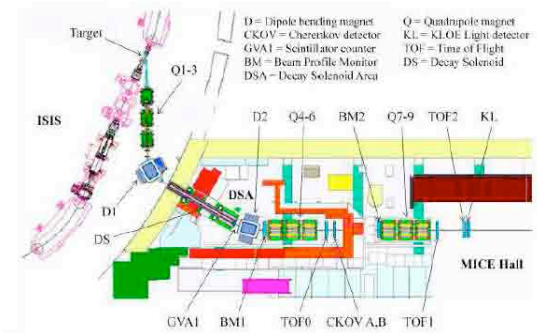 D = Dipole bending magnet
CKOV = Cherenkov detector
GVA1 = Scintillator counter
BM = Beam Profile Monitor
DSA = Decay Solenoid Area
Q = Quadrupole magnet
KL = KLOE Light detector
TOF = Time of Flight
DS = Decay Solenoid
Target
Q1-3
ISIS
D2 Q4-6 BM2 Q7-9 TOF2 KL
DSA
D1
DS
MICE Hall
GVA1 BM1 TOF0 CKOV A,B TOF1